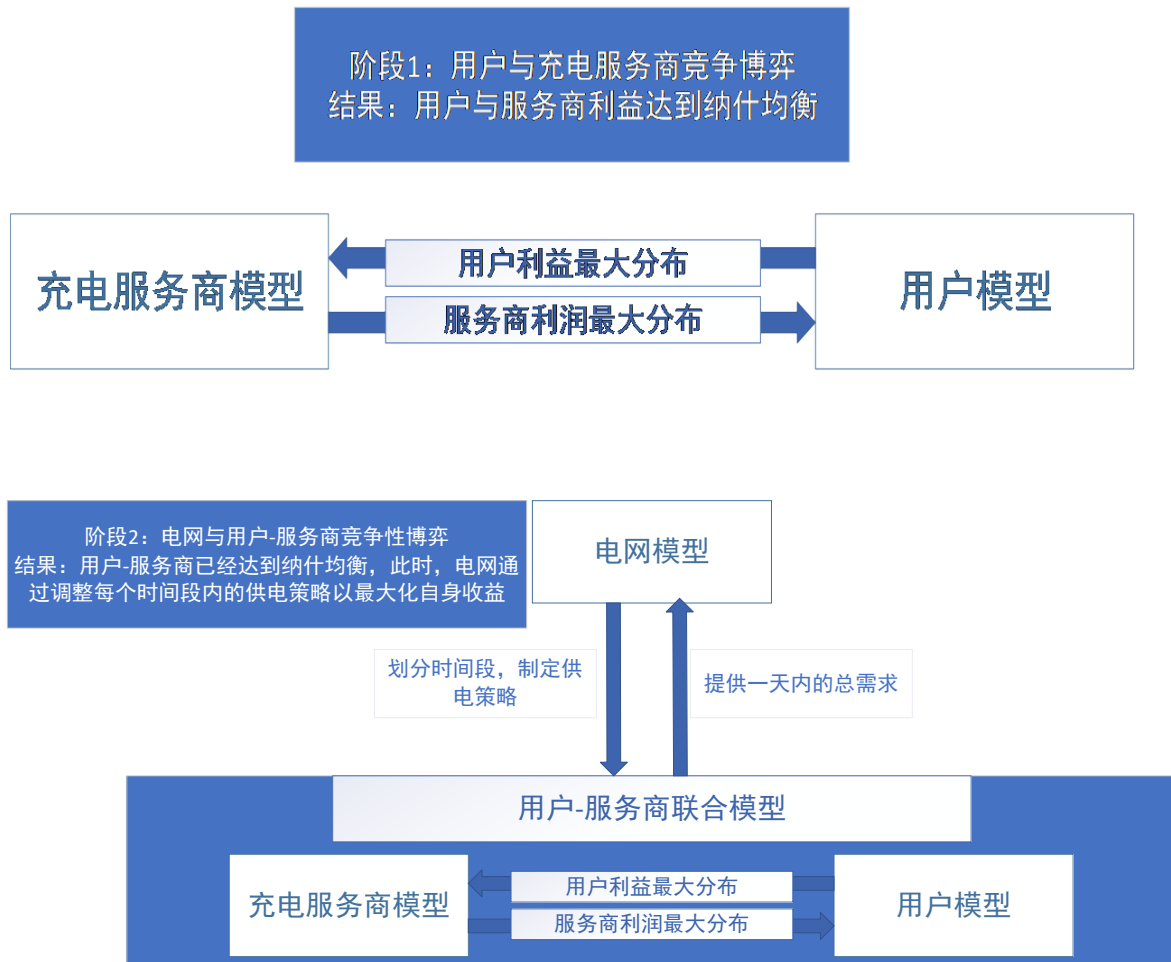 阶段1：用户与充电服务商竞争博弈
结果：用户与服务商利益达到纳什均衡
充电服务商模型
用户利益最大分布
服务商利润最大分布
用户模型
阶段2：电网与用户-服务商竞争性博弈
结果：用户-服务商已经达到纳什均衡，此时，电网通
过调整每个时间段内的供电策略以最大化自身收益
电网模型
划分时间段，制定供
电策略
提供一天内的总需求
用户-服务商联合模型
充电服务商模型
用户利益最大分布
服务商利润最大分布
用户模型